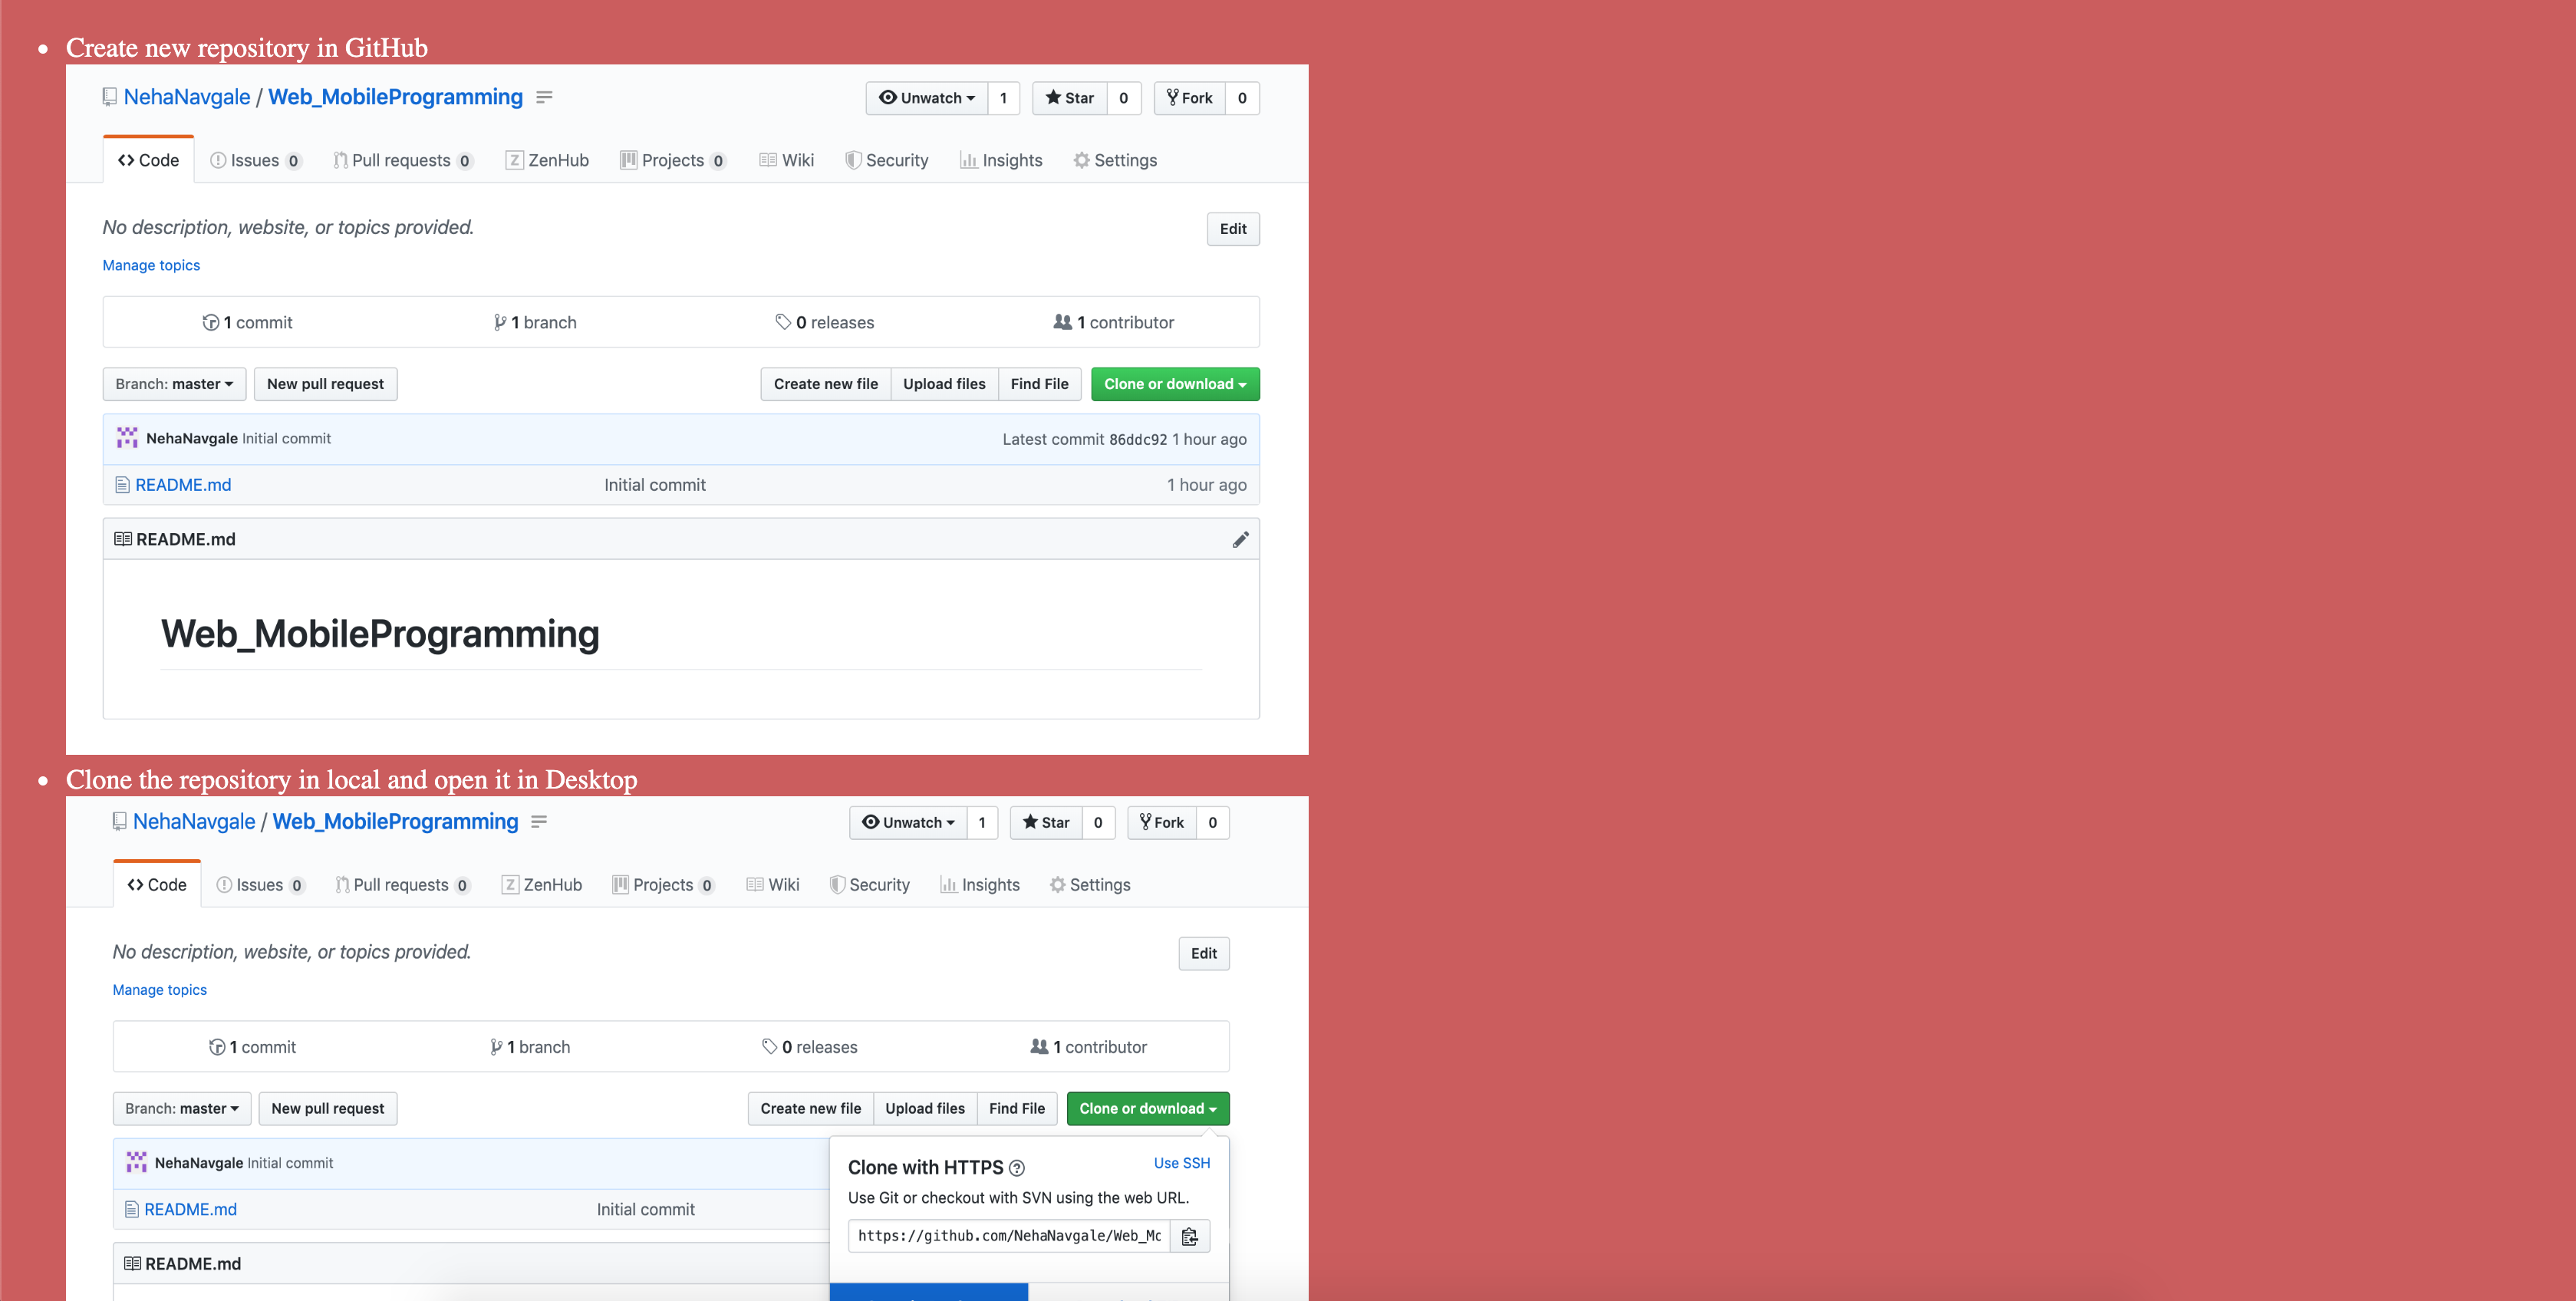 Create new repository in GitHub
NehaNavgale / Web_MobileProgramming
Unwatch 1 Star 0 Fork 0
Code Issues 0 Pull requests 0 ZenHub Projects 0 Wiki Security Insights Settings
No description, website, or topics provided.
Edit
Manage topics
1 commit 1 branch 0 releases 1 contributor
Branch: master New pull request Create new file Upload files Find File Clone or download
NehaNavgale Initial commit Latest commit 86ddc92 1 hour ago
README.md Initial commit 1 hour ago
README.md
Web_MobileProgramming
Clone the repository in local and open it in Desktop
NehaNavgale / Web_MobileProgramming
Unwatch 1 Star 0 Fork 0
Code Issues 0 Pull requests 0 ZenHub Projects 0 Wiki Security Insights Settings
No description, website, or topics provided.
Edit
Manage topics
1 commit 1 branch 0 releases 1 contributor
Branch: master New pull request Create new file Upload files Find File Clone or download
NehaNavgale Initial commit
Clone with HTTPS Use SSH
Use Git or checkout with SVN using the web URL.
README.md Initial commit
https://github.com/NehaNavgale/Web_Mc
README.md